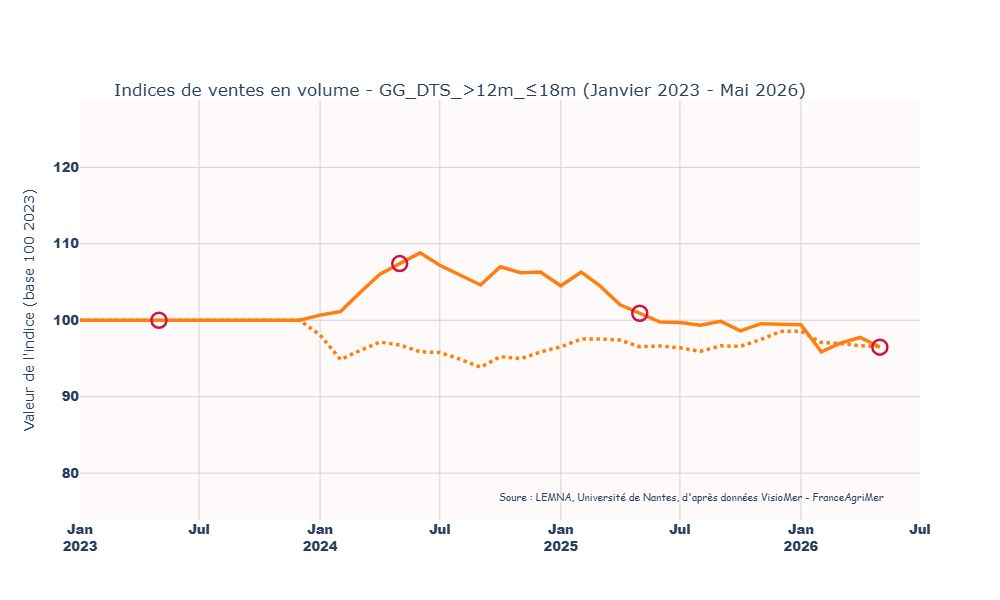 Indices de ventes en volume - GG_DTS_>12m_≤18m (Janvier 2023 - Mai 2026)
Valeur de l'indice (base 100 2023)
120
110
100
90
80
Soure : LEMNA, Université de Nantes, d'après données VisioMer - FranceAgriMer
Jan Jul Jan Jul Jan Jul Jan Jul
2023 2024 2025 2026